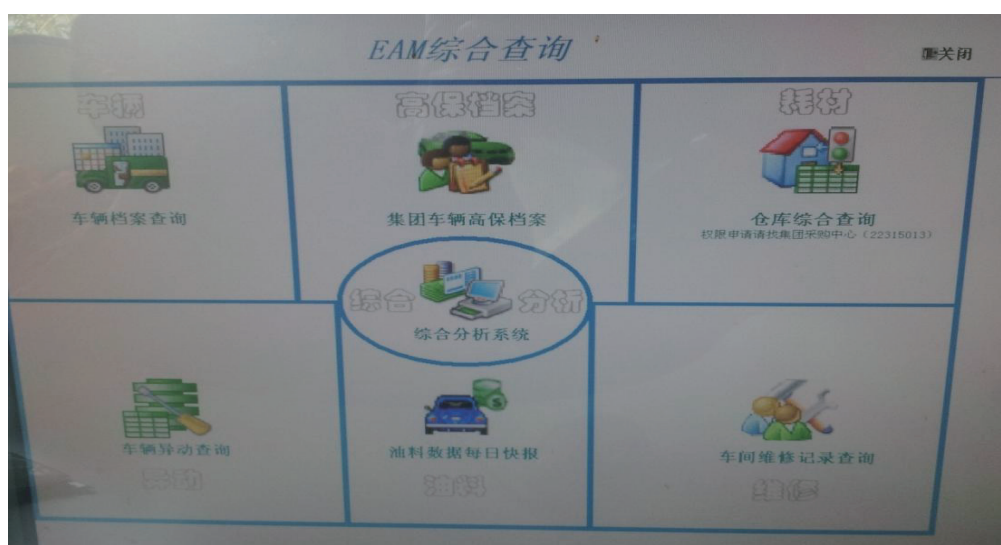 EAM综合查询
关闭
车辆
高保档案
耗材
车辆档案查询
集团车辆高保档案
仓库综合查询
权限申请请找集团采购中心（22315013）
综合
分析
综合分析系统
车辆异动查询
油料数据每日快报
车间维修记录查询
异动
油料
维修